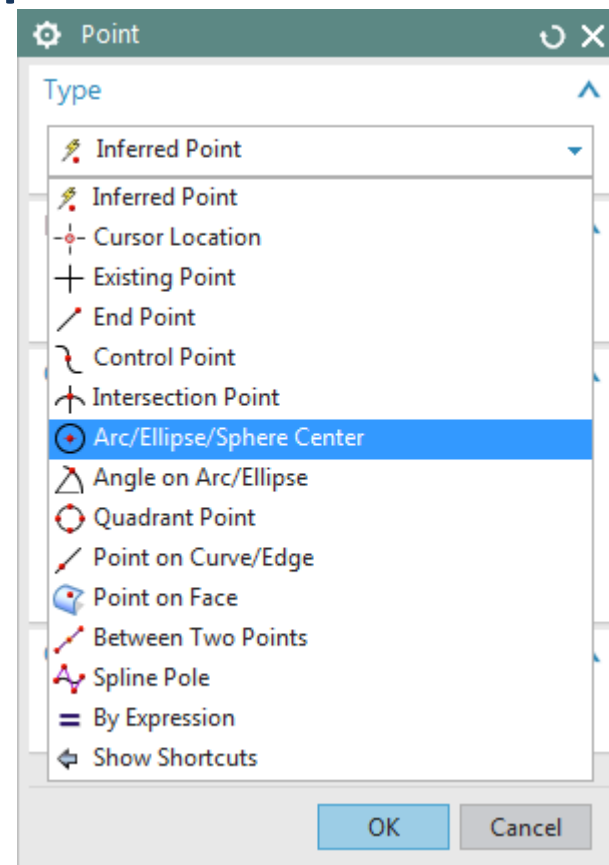 Point
Type
Inferred Point
Inferred Point
Cursor Location
Existing Point
End Point
Control Point
Intersection Point
Arc/Ellipse/Sphere Center
Angle on Arc/Ellipse
Quadrant Point
Point on Curve/Edge
Point on Face
Between Two Points
Spline Pole
By Expression
Show Shortcuts
OK Cancel